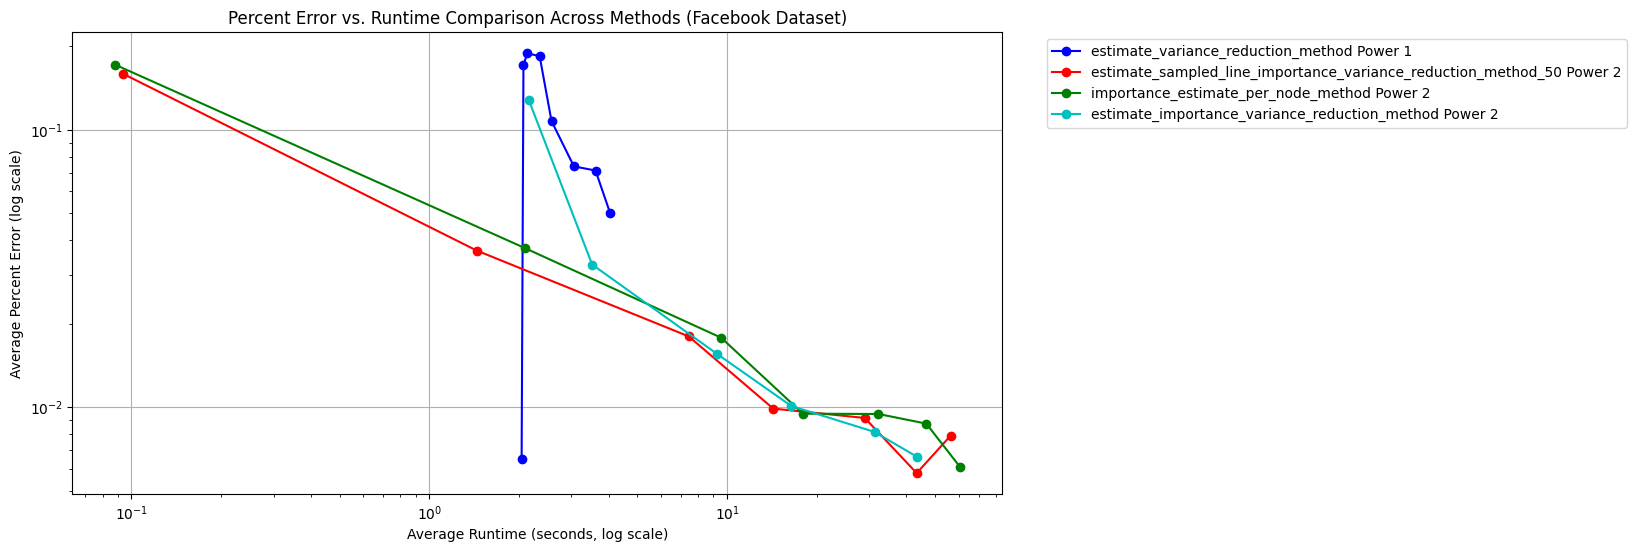 Percent Error vs. Runtime Comparison Across Methods (Facebook Dataset)
estimate_variance_reduction_method Power 1
estimate_sampled_line_importance_variance_reduction_method_50 Power 2
importance_estimate_per_node_method Power 2
estimate_importance_variance_reduction_method Power 2
Average Percent Error (log scale)
10⁻¹
10⁻²
10⁻¹
10⁰
10¹
Average Runtime (seconds, log scale)